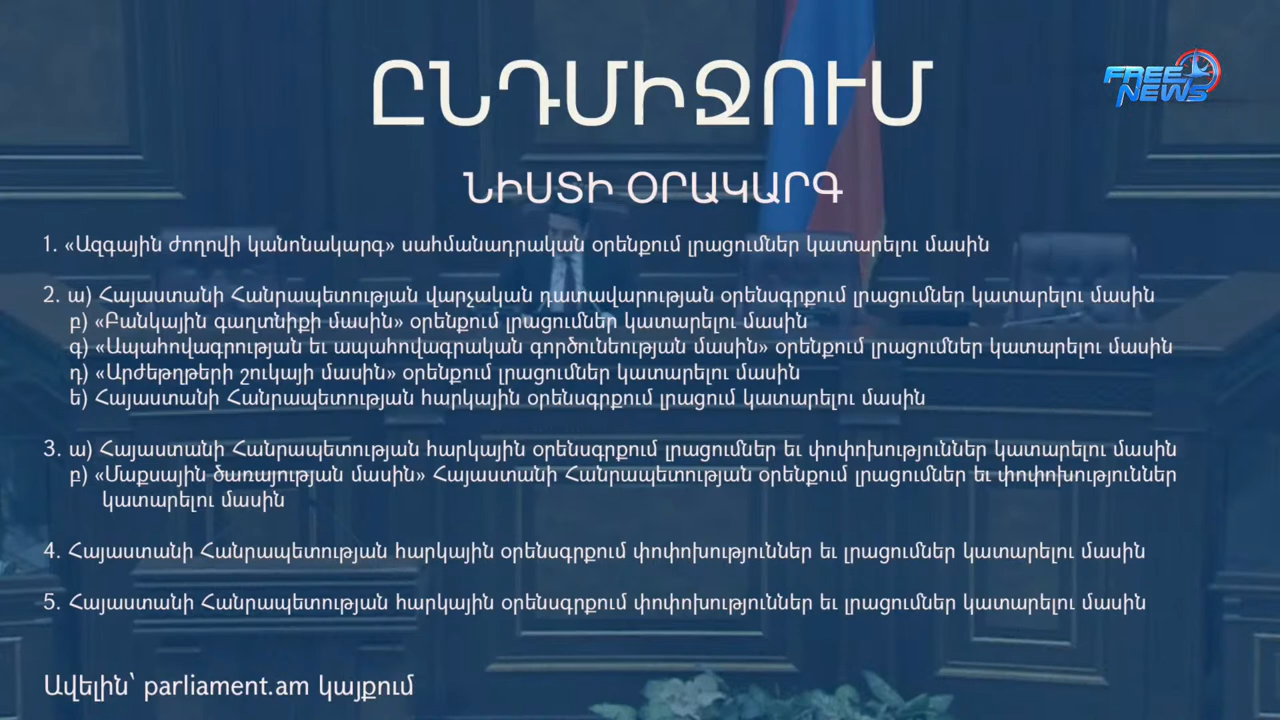 ԸՆԴՄԻՋՈՒՄ
FREE
NEWS
ՆԻՍՏԻ ՕՐԱԿԱՐԳ
1. «Ազգային ժողովի կանոնակարգ» սահմանադրական օրենքում լրացումներ կատարելու մասին
2. ա) Հայաստանի Հանրապետության վարչական դատավարության օրենսգրքում լրացումներ կատարելու մասին
բ) «Բանկային գաղտնիքի մասին» օրենքում լրացումներ կատարելու մասին
գ) «Ապահովագրության եւ ապահովագրական գործունեության մասին» օրենքում լրացումներ կատարելու մասին
դ) «Արժեթղթերի շուկայի մասին» օրենքում լրացումներ կատարելու մասին
ե) Հայաստանի Հանրապետության հարկային օրենսգրքում լրացում կատարելու մասին
3. ա) Հայաստանի Հանրապետության հարկային օրենսգրքում լրացումներ եւ փոփոխություններ կատարելու մասին
բ) «Մաքսային ծառայության մասին» Հայաստանի Հանրապետության օրենքում լրացումներ եւ փոփոխություններ
կատարելու մասին
4. Հայաստանի Հանրապետության հարկային օրենսգրքում փոփոխություններ եւ լրացումներ կատարելու մասին
5. Հայաստանի Հանրապետության հարկային օրենսգրքում փոփոխություններ եւ լրացումներ կատարելու մասին
Ավելին՝ parliament.am կայքում